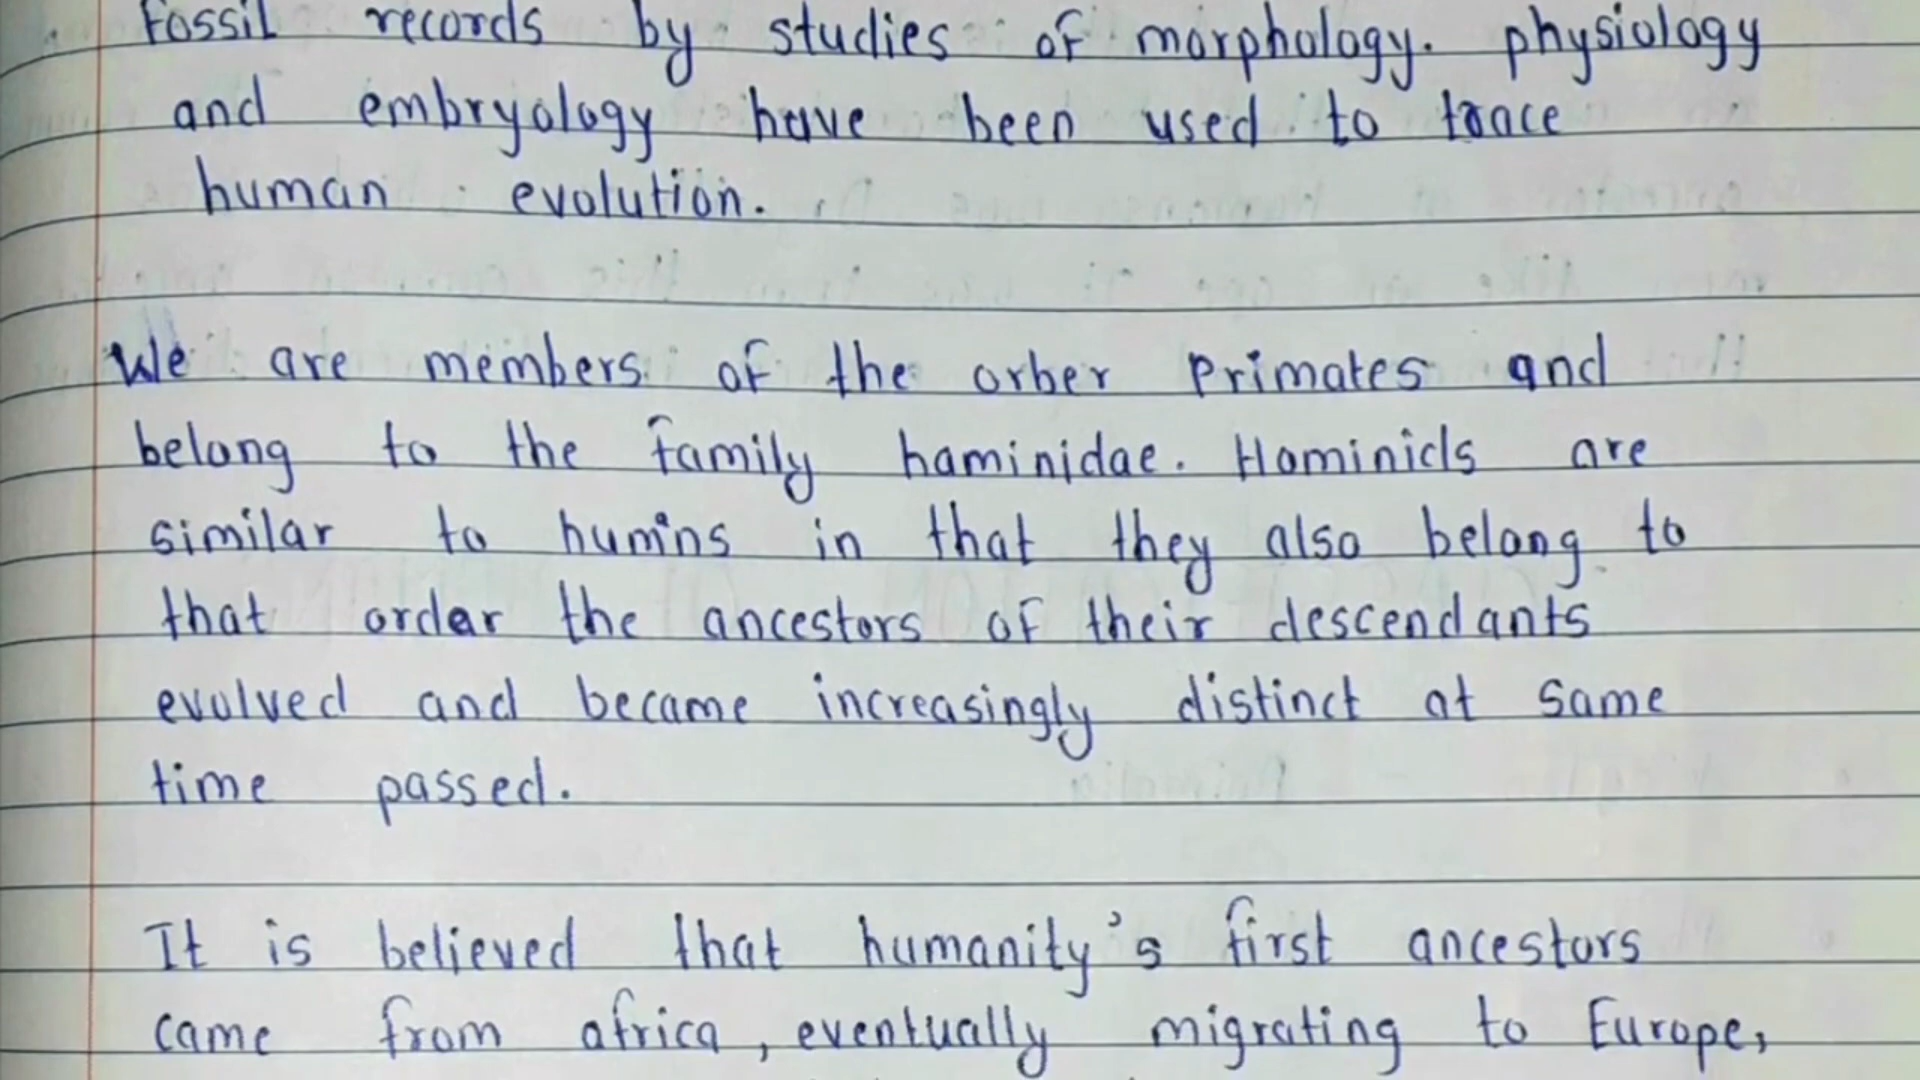 Fossil records by studies of morphology. physiology
and embryology have been used to trace
human evolution.
We are members of the orber primates and
belong to the family haminidae. Hominids are
similar to humans in that they also belong to
that order the ancestors of their descendants
evolved and became increasingly distinct at same
time passed.
It is believed that humanity's first ancestors
came from africa, eventually migrating to Europe,